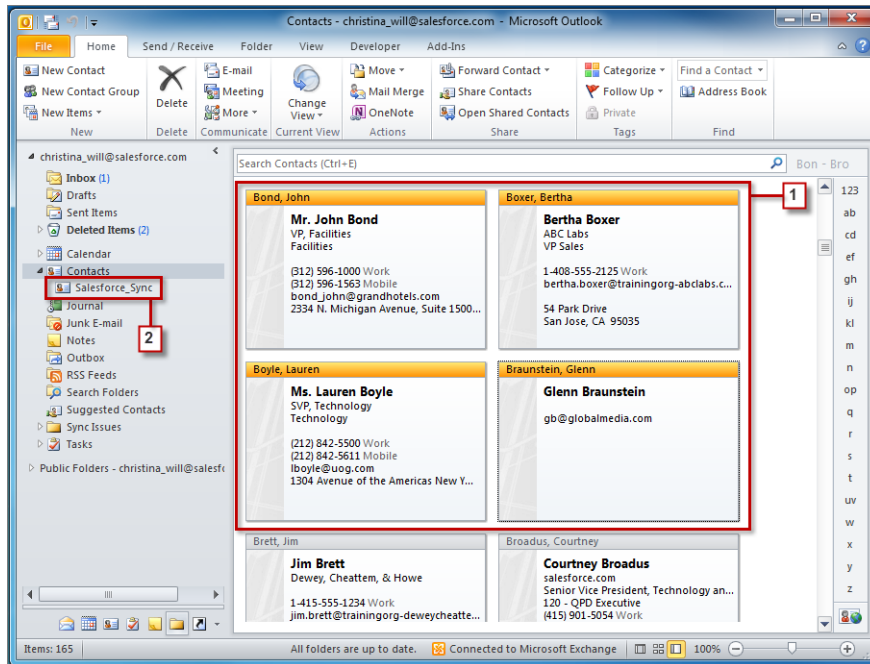 Contacts - christina_will@salesforce.com - Microsoft Outlook
File Home Send / Receive Folder View Developer Add-Ins
New Contact
New Contact Group
New Items
New
Delete
Delete
E-mail
Meeting
More
Communicate
Change View
Current View
Move
Mail Merge
OneNote
Actions
Forward Contact
Share Contacts
Open Shared Contacts
Share
Categorize
Follow Up
Private
Tags
Find a Contact
Address Book
Find
christina_will@salesforce.com
Inbox (1)
Drafts
Sent Items
Deleted Items (2)
Calendar
Contacts
Salesforce_Sync
2
Journal
Junk E-mail
Notes
Outbox
RSS Feeds
Search Folders
Suggested Contacts
Sync Issues
Tasks
Public Folders - christina_will@salesfo
Search Contacts (Ctrl+E)
Bon - Bro
1
Bond, John
Mr. John Bond
VP, Facilities
Facilities
(312) 596-1000 Work
(312) 596-1563 Mobile
bond_john@grandhotels.com
2334 N. Michigan Avenue, Suite 1500...
Boxer, Bertha
Bertha Boxer
ABC Labs
VP Sales
1-408-555-2125 Work
bertha.boxer@trainingorg-abclabs.c...
54 Park Drive
San Jose, CA 95035
Boyle, Lauren
Ms. Lauren Boyle
SVP, Technology
Technology
(212) 842-5500 Work
(212) 842-5611 Mobile
lboyle@uog.com
1304 Avenue of the Americas New Y...
Braunstein, Glenn
Glenn Braunstein
gb@globalmedia.com
Brett, Jim
Jim Brett
Dewey, Cheattem, & Howe
1-415-555-1234 Work
jim.brett@trainingorg-deweycheatte...
Broadus, Courtney
Courtney Broadus
salesforce.com
Senior Vice President, Technology an...
120 - QPD Executive
(415) 901-5054 Work
123
ab
cd
ef
gh
ij
kl
m
n
op
q
r
s
t
uv
w
x
y
z
Items: 165
All folders are up to date.
Connected to Microsoft Exchange
100%